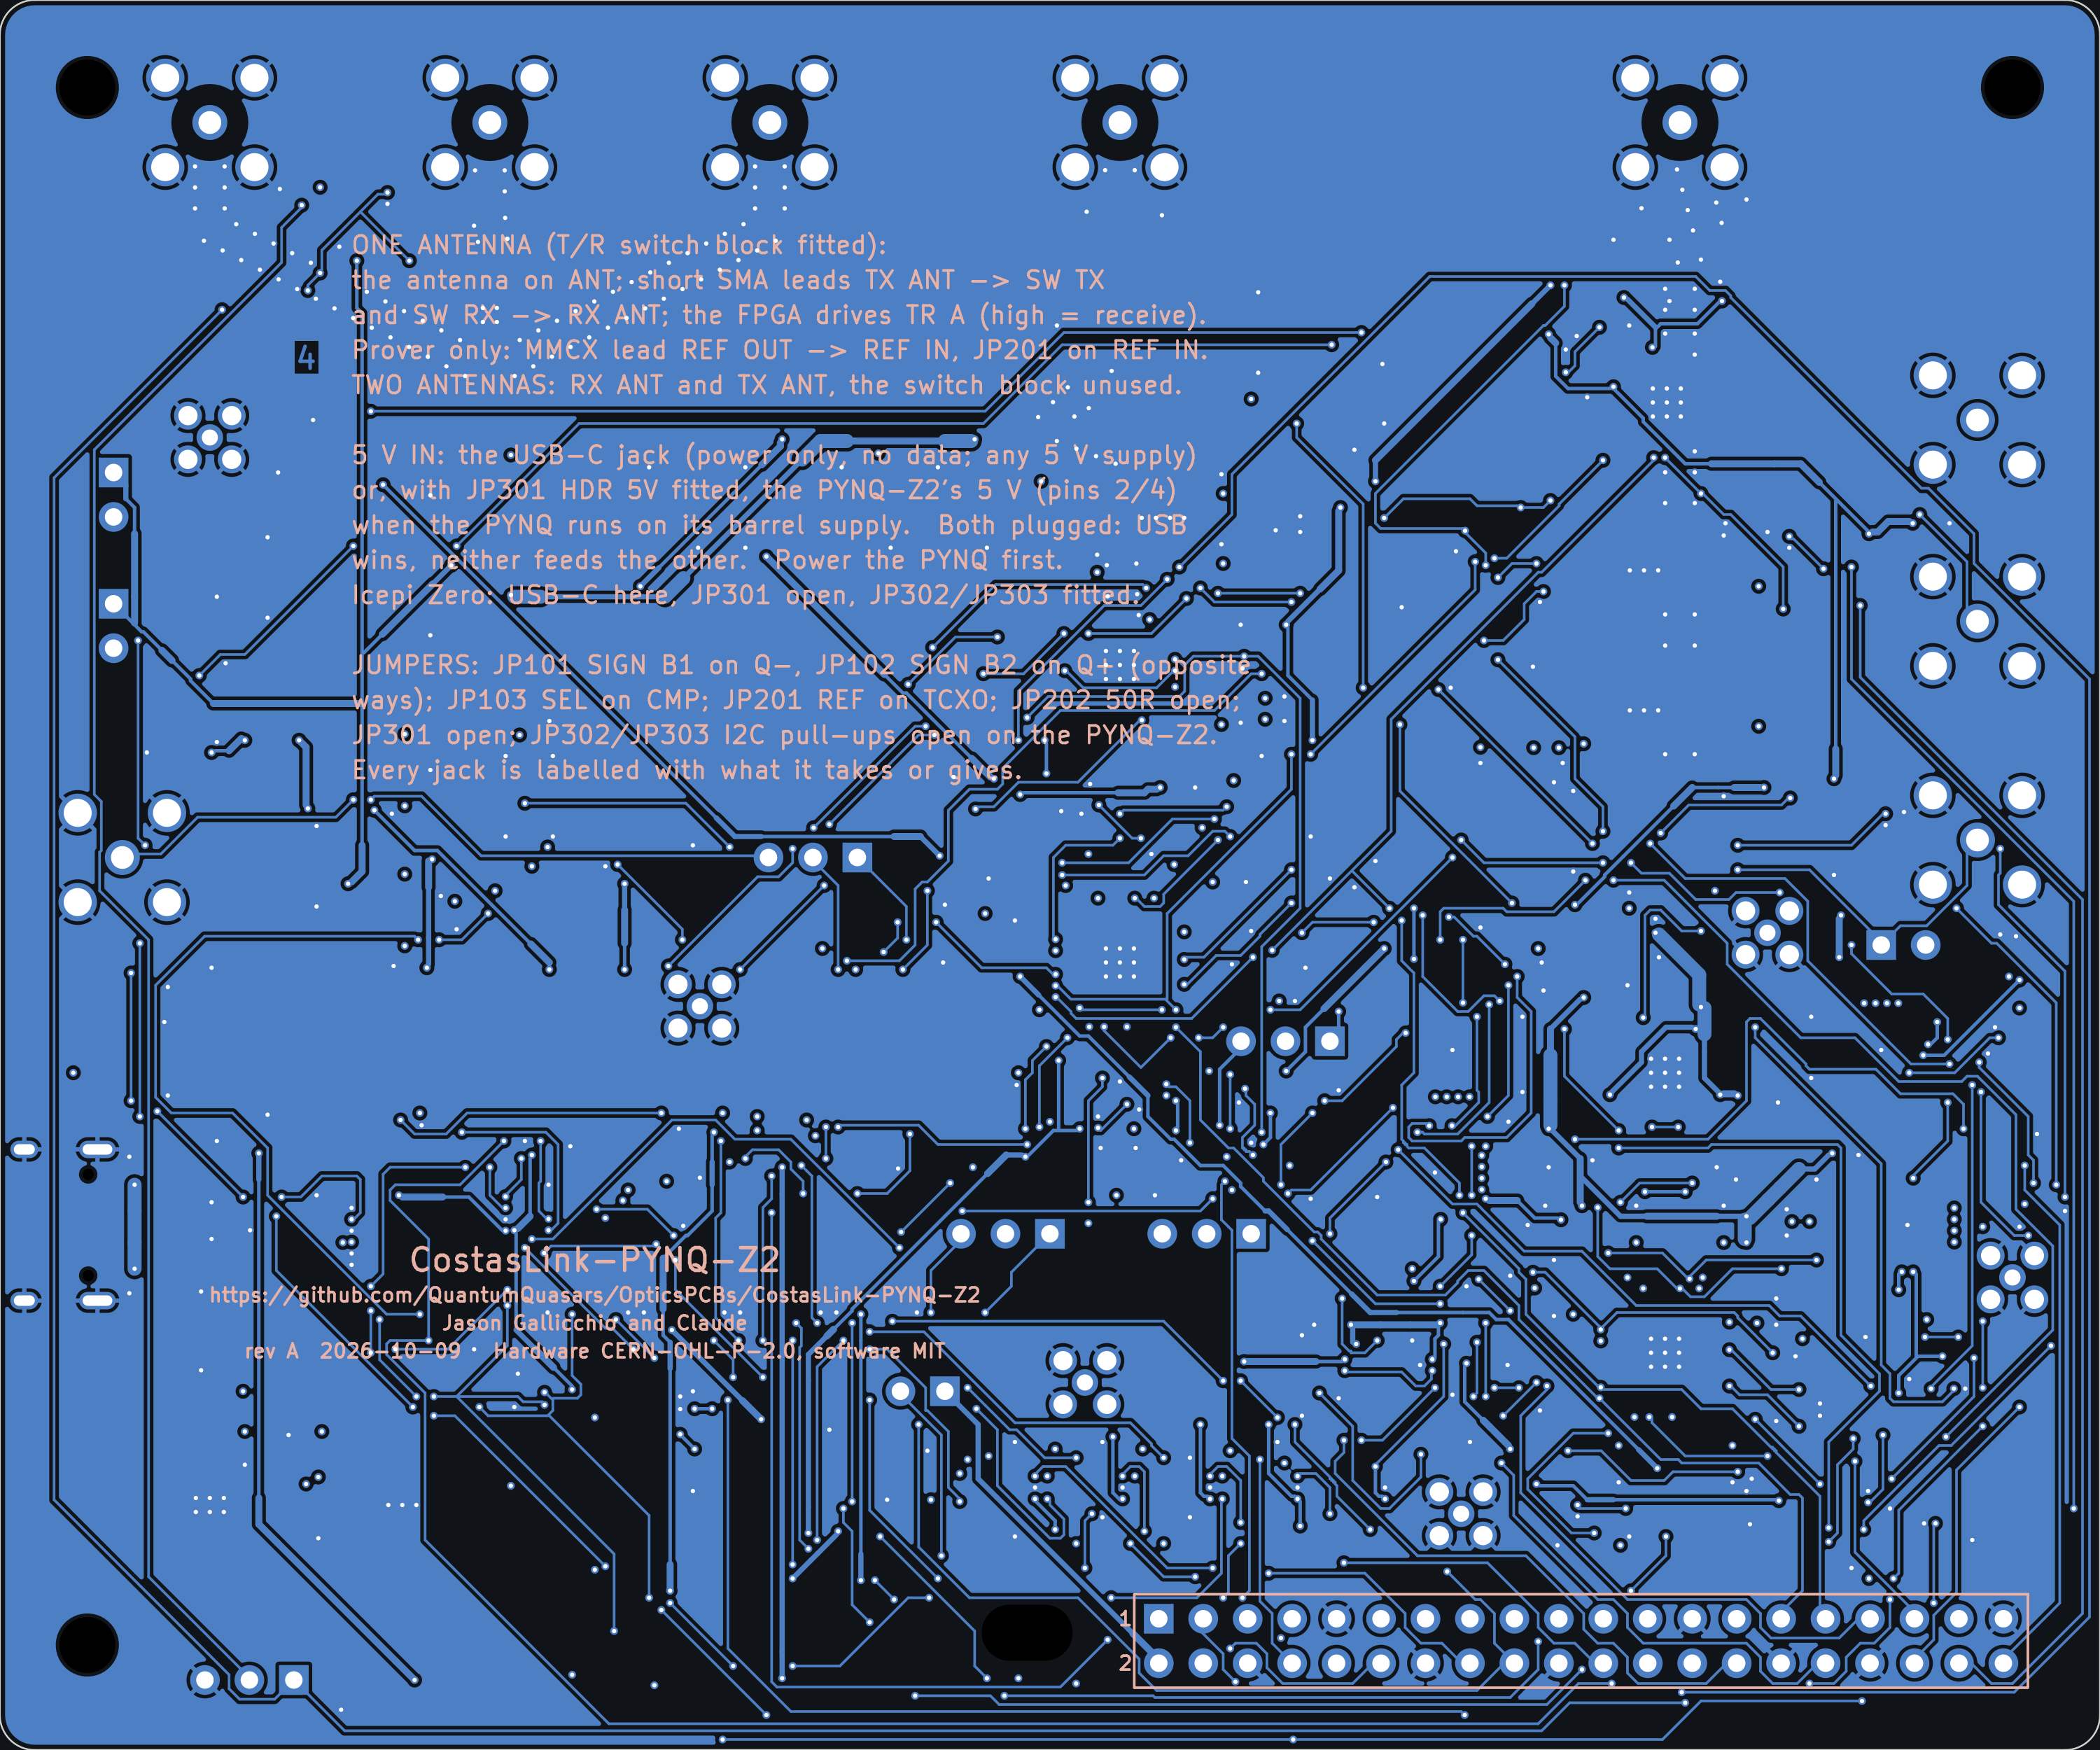 ONE ANTENNA (T/R switch block fitted):
the antenna on ANT; short SMA leads TX ANT -> SW TX
and SW RX -> RX ANT; the FPGA drives TR A (high = receive).
Prover only: MMCX lead REF OUT -> REF IN, JP201 on REF IN.
TWO ANTENNAS: RX ANT and TX ANT, the switch block unused.
4
5 V IN: the USB-C jack (power only, no data; any 5 V supply)
or, with JP301 HDR 5V fitted, the PYNQ-Z2's 5 V (pins 2/4)
when the PYNQ runs on its barrel supply.  Both plugged: USB
wins, neither feeds the other.  Power the PYNQ first.
Icepi Zero: USB-C here, JP301 open, JP302/JP303 fitted.
JUMPERS: JP101 SIGN B1 on Q-, JP102 SIGN B2 on Q+ (opposite
ways); JP103 SEL on CMP; JP201 REF on TCXO; JP202 50R open;
JP301 open; JP302/JP303 I2C pull-ups open on the PYNQ-Z2.
Every jack is labelled with what it takes or gives.
CostasLink-PYNQ-Z2
https://github.com/QuantumQuasars/OpticsPCBs/CostasLink-PYNQ-Z2
Jason Gallicchio and Claude
rev A  2026-10-09   Hardware CERN-OHL-P-2.0, software MIT
1
2